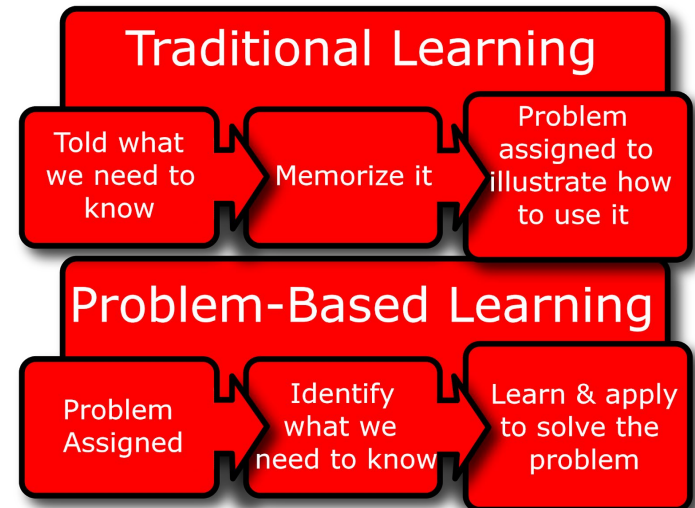 Traditional Learning
Told what
we need to
know
Memorize it
Problem
assigned to
illustrate how
to use it
Problem-Based Learning
Problem
Assigned
Identify
what we
need to know
Learn & apply
to solve the
problem